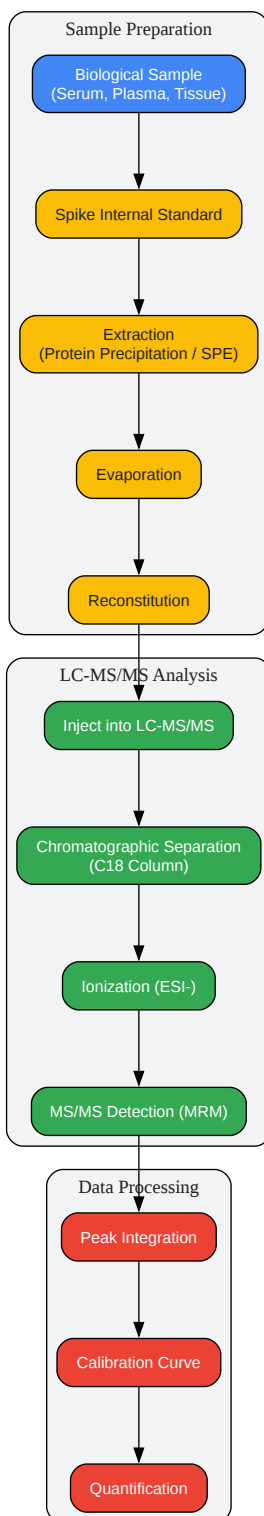 Sample Preparation
Biological Sample
(Serum, Plasma, Tissue)
Spike Internal Standard
Extraction
(Protein Precipitation / SPE)
Evaporation
Reconstitution
LC-MS/MS Analysis
Inject into LC-MS/MS
Chromatographic Separation
(C18 Column)
Ionization (ESI-)
MS/MS Detection (MRM)
Data Processing
Peak Integration
Calibration Curve
Quantification